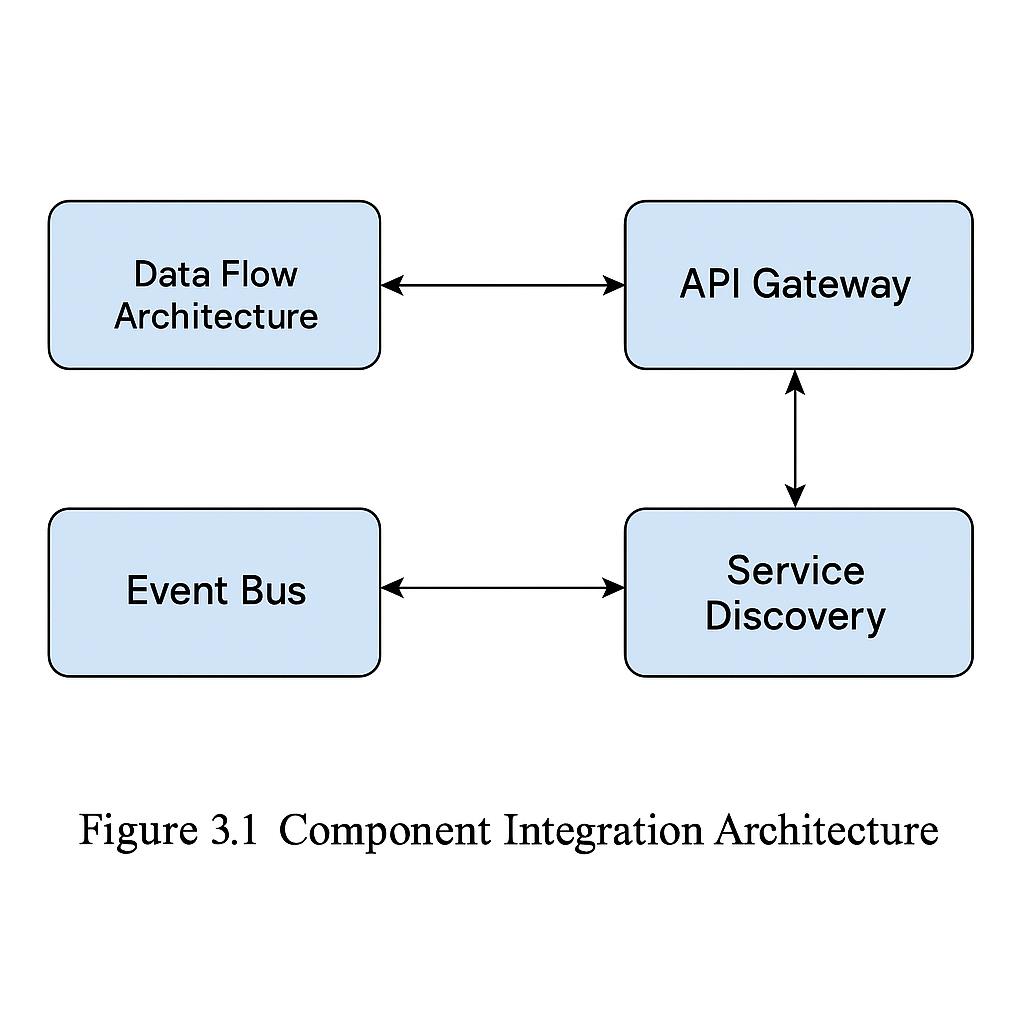 Data Flow
Architecture
API Gateway
Event Bus
Service
Discovery
Figure 3.1 Component Integration Architecture